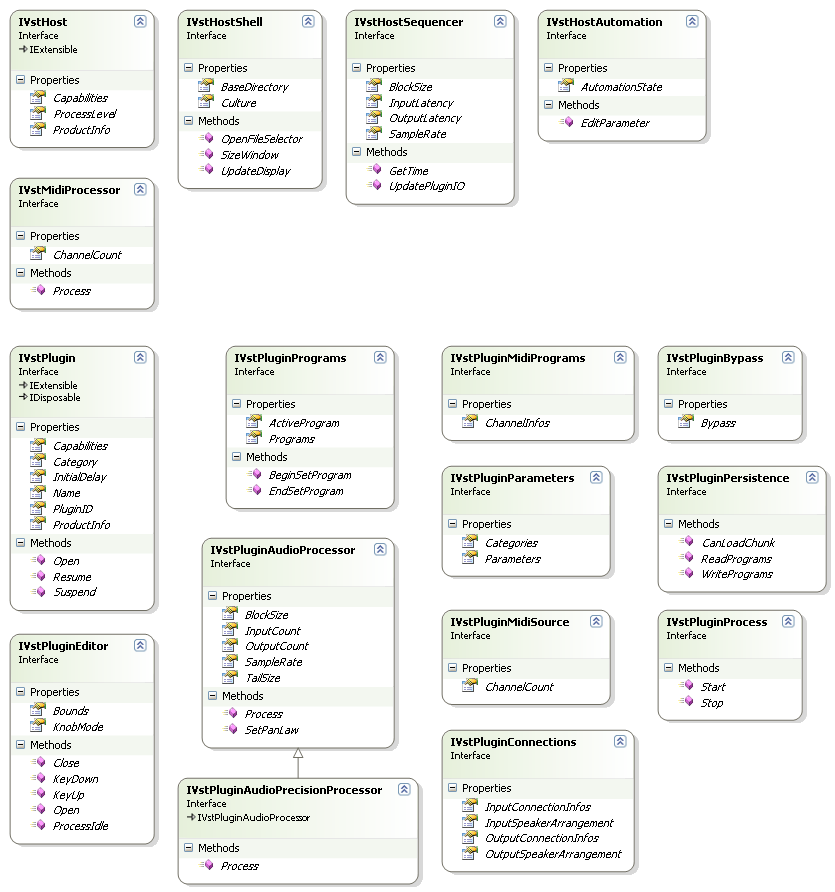 IVstHost
Interface
IExtensible
Properties
Capabilities
ProcessLevel
ProductInfo
IVstHostShell
Interface
Properties
BaseDirectory
Culture
Methods
OpenFileSelector
SizeWindow
UpdateDisplay
IVstHostSequencer
Interface
Properties
BlockSize
InputLatency
OutputLatency
SampleRate
Methods
GetTime
UpdatePluginIO
IVstHostAutomation
Interface
Properties
AutomationState
Methods
EditParameter
IVstMidiProcessor
Interface
Properties
ChannelCount
Methods
Process
IVstPlugin
Interface
IExtensible
IDisposable
Properties
Capabilities
Category
InitialDelay
Name
PluginID
ProductInfo
Methods
Open
Resume
Suspend
IVstPluginPrograms
Interface
Properties
ActiveProgram
Programs
Methods
BeginSetProgram
EndSetProgram
IVstPluginMidiPrograms
Interface
Properties
ChannelInfos
IVstPluginBypass
Interface
Properties
Bypass
IVstPluginParameters
Interface
Properties
Categories
Parameters
IVstPluginPersistence
Interface
Methods
CanLoadChunk
ReadPrograms
WritePrograms
IVstPluginAudioProcessor
Interface
Properties
BlockSize
InputCount
OutputCount
SampleRate
TailSize
Methods
Process
SetPanLaw
IVstPluginMidiSource
Interface
Properties
ChannelCount
IVstPluginProcess
Interface
Methods
Start
Stop
IVstPluginEditor
Interface
Properties
Bounds
KnobMode
Methods
Close
KeyDown
KeyUp
Open
ProcessIdle
IVstPluginAudioPrecisionProcessor
Interface
IVstPluginAudioProcessor
Methods
Process
IVstPluginConnections
Interface
Properties
InputConnectionInfos
InputSpeakerArrangement
OutputConnectionInfos
OutputSpeakerArrangement